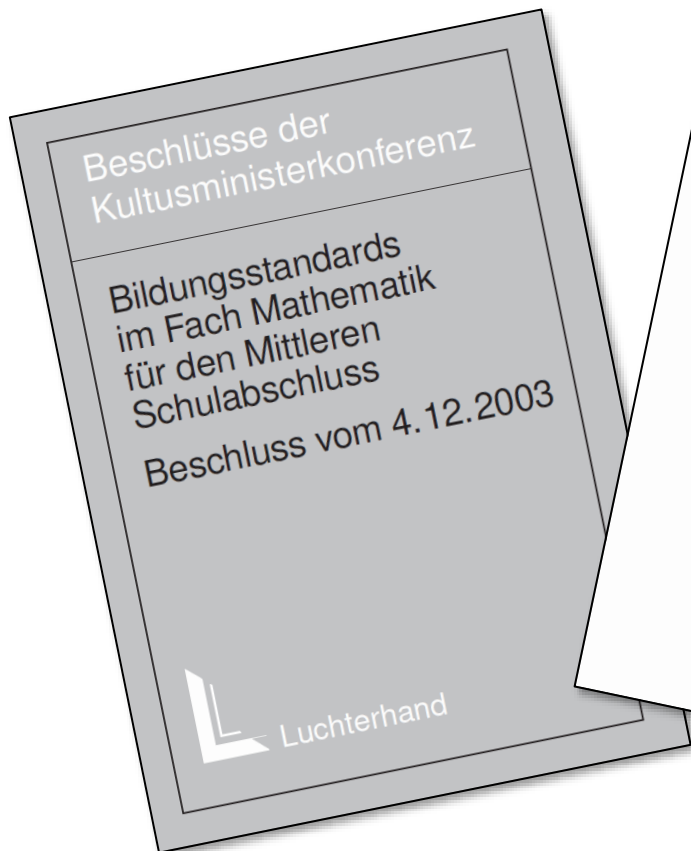 Beschlüsse der
Kultusministerkonferenz
Bildungsstandards
im Fach Mathematik
für den Mittleren
Schulabschluss
Beschluss vom 4.12.2003
Luchterhand